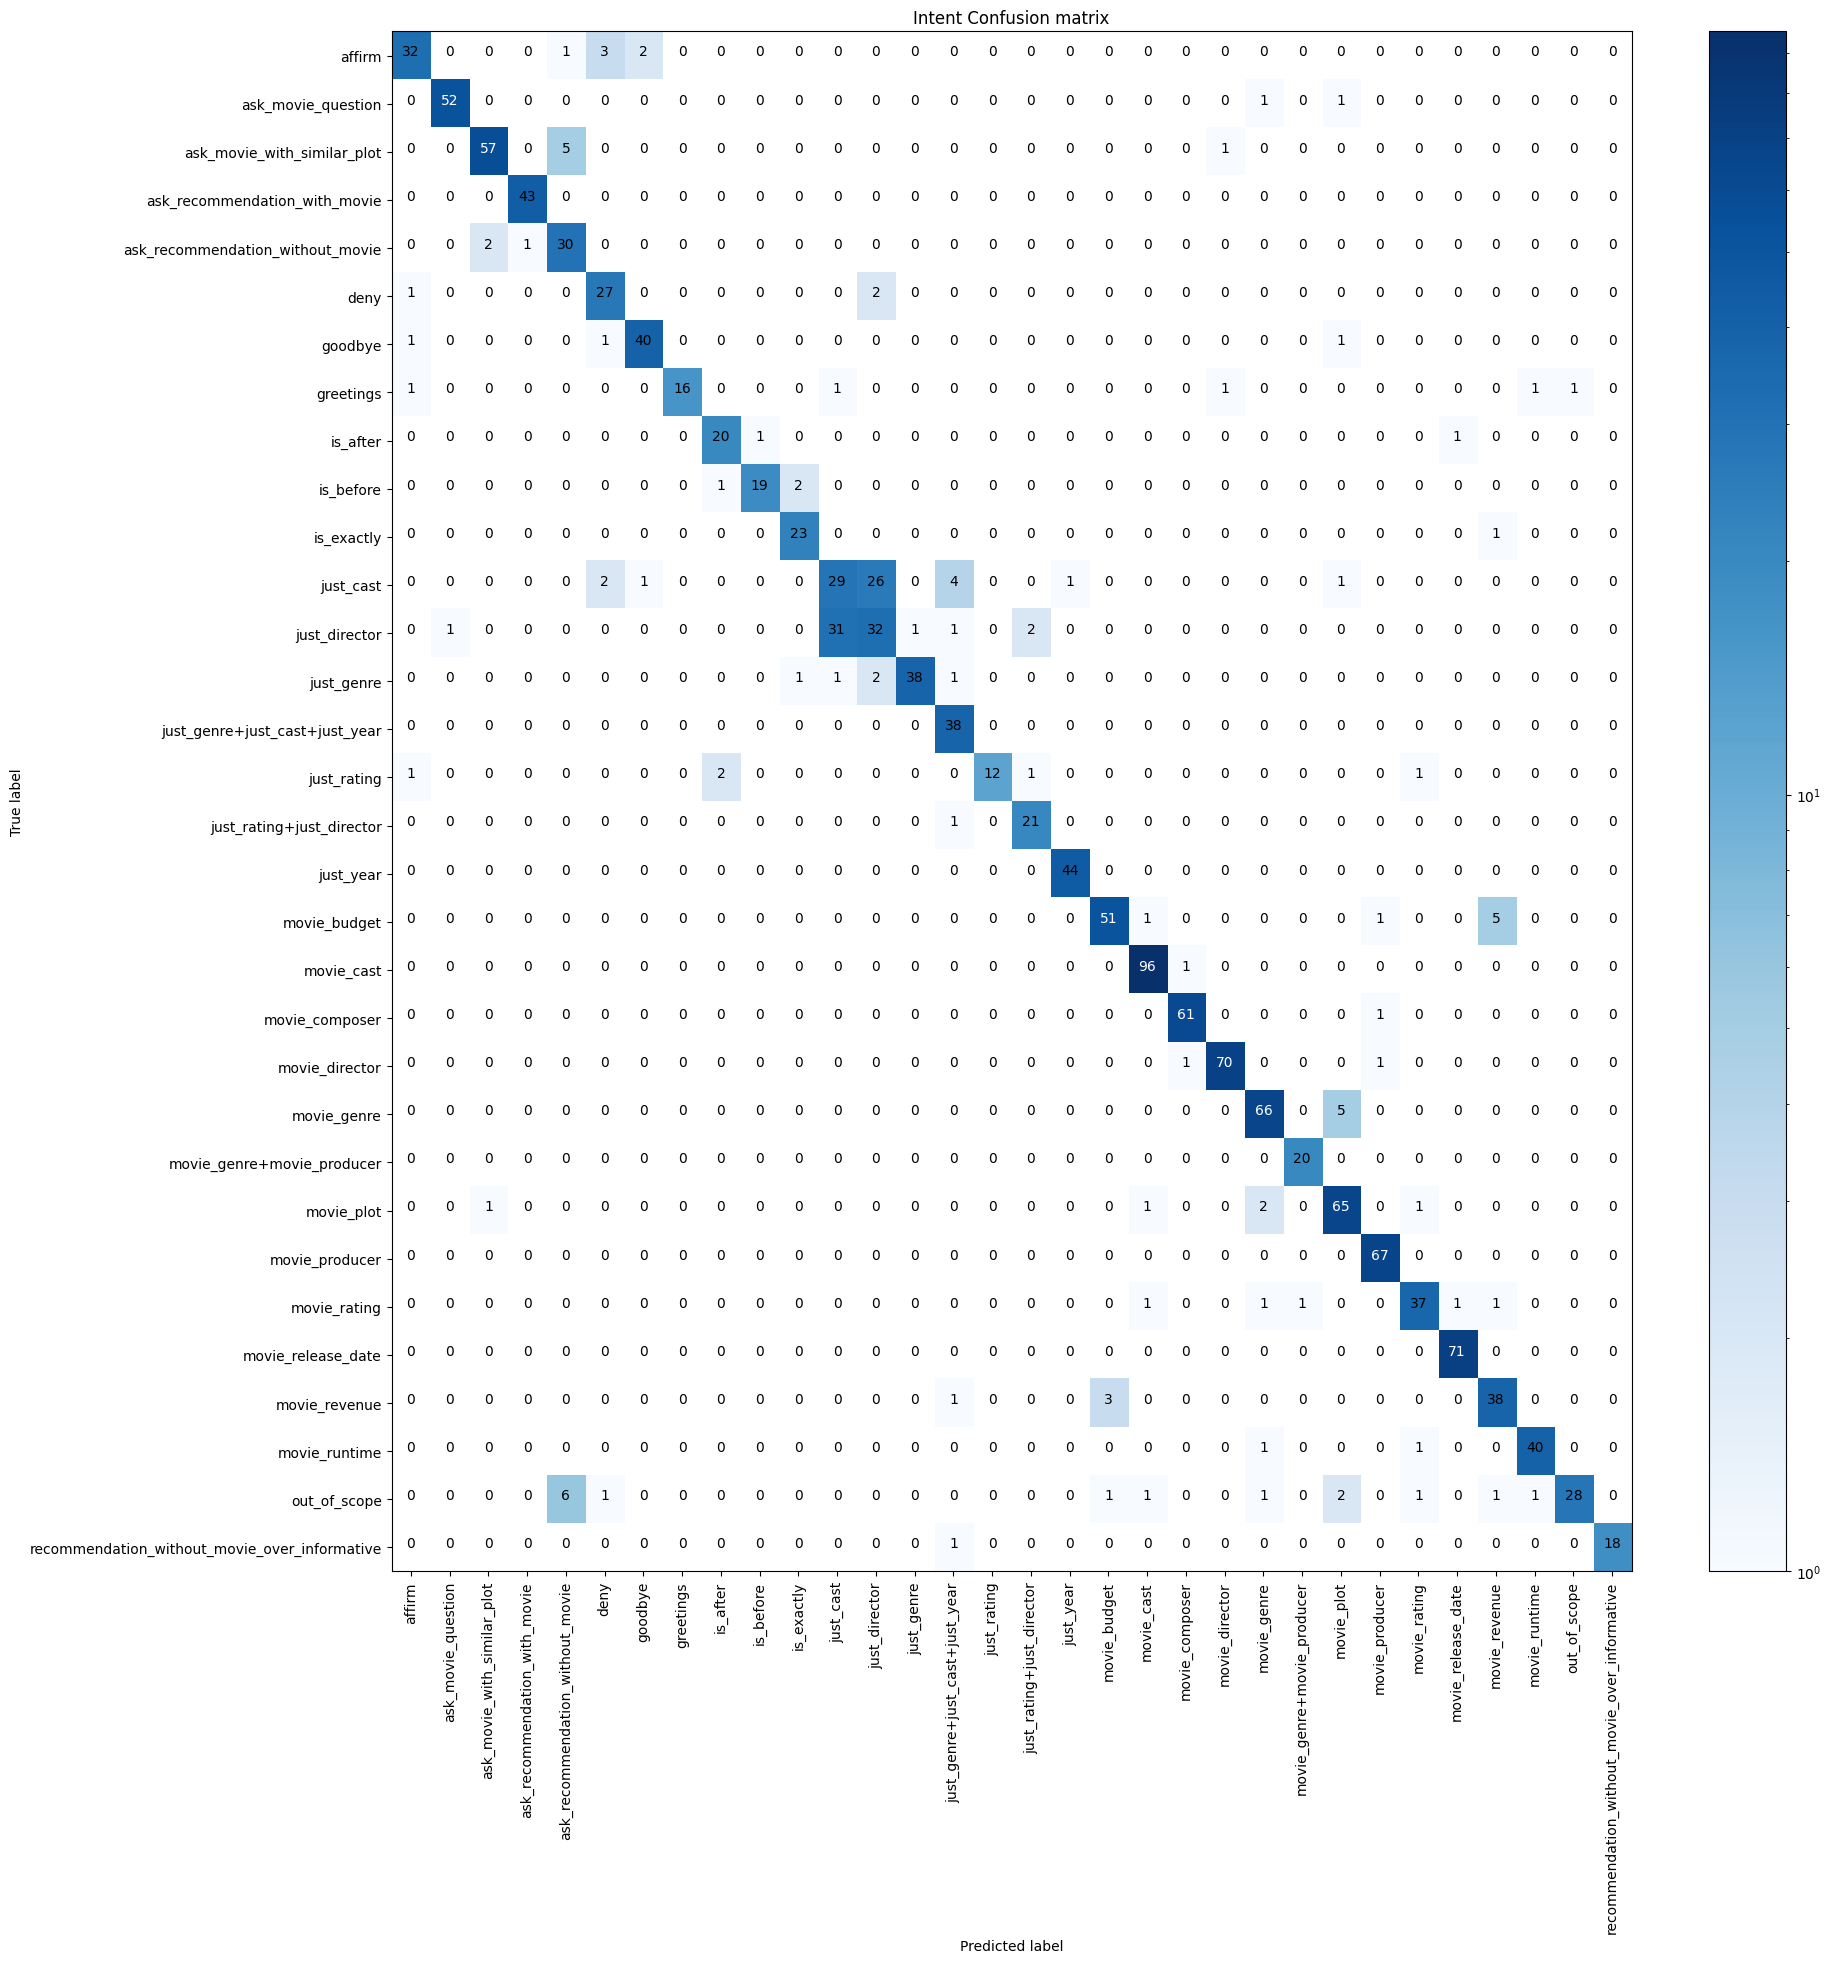 Intent Confusion matrix
affirm 32 0 0 0 1 3 2 0 0 0 0 0 0 0 0 0 0 0 0 0 0 0 0 0 0 0 0 0 0 0 0 0
ask_movie_question 0 52 0 0 0 0 0 0 0 0 0 0 0 0 0 0 0 0 0 0 0 0 1 0 1 0 0 0 0 0 0 0
ask_movie_with_similar_plot 0 0 57 0 5 0 0 0 0 0 0 0 0 0 0 0 0 0 0 0 0 1 0 0 0 0 0 0 0 0 0 0
ask_recommendation_with_movie 0 0 0 43 0 0 0 0 0 0 0 0 0 0 0 0 0 0 0 0 0 0 0 0 0 0 0 0 0 0 0 0
ask_recommendation_without_movie 0 0 2 1 30 0 0 0 0 0 0 0 0 0 0 0 0 0 0 0 0 0 0 0 0 0 0 0 0 0 0 0
deny 1 0 0 0 0 27 0 0 0 0 0 0 2 0 0 0 0 0 0 0 0 0 0 0 0 0 0 0 0 0 0 0
goodbye 1 0 0 0 0 1 40 0 0 0 0 0 0 0 0 0 0 0 0 0 0 0 0 0 1 0 0 0 0 0 0 0
greetings 1 0 0 0 0 0 0 16 0 0 0 1 0 0 0 0 0 0 0 0 0 1 0 0 0 0 0 0 0 1 1 0
is_after 0 0 0 0 0 0 0 0 20 1 0 0 0 0 0 0 0 0 0 0 0 0 0 0 0 0 0 1 0 0 0 0
is_before 0 0 0 0 0 0 0 0 1 19 2 0 0 0 0 0 0 0 0 0 0 0 0 0 0 0 0 0 0 0 0 0
is_exactly 0 0 0 0 0 0 0 0 0 0 23 0 0 0 0 0 0 0 0 0 0 0 0 0 0 0 0 0 1 0 0 0
just_cast 0 0 0 0 0 2 1 0 0 0 0 29 26 0 4 0 0 1 0 0 0 0 0 0 1 0 0 0 0 0 0 0
just_director 0 1 0 0 0 0 0 0 0 0 0 31 32 1 1 0 2 0 0 0 0 0 0 0 0 0 0 0 0 0 0 0
just_genre 0 0 0 0 0 0 0 0 0 0 1 1 2 38 1 0 0 0 0 0 0 0 0 0 0 0 0 0 0 0 0 0
just_genre+just_cast+just_year 0 0 0 0 0 0 0 0 0 0 0 0 0 0 38 0 0 0 0 0 0 0 0 0 0 0 0 0 0 0 0 0
just_rating 1 0 0 0 0 0 0 0 2 0 0 0 0 0 0 12 1 0 0 0 0 0 0 0 0 0 1 0 0 0 0 0
just_rating+just_director 0 0 0 0 0 0 0 0 0 0 0 0 0 0 1 0 21 0 0 0 0 0 0 0 0 0 0 0 0 0 0 0
just_year 0 0 0 0 0 0 0 0 0 0 0 0 0 0 0 0 0 44 0 0 0 0 0 0 0 0 0 0 0 0 0 0
movie_budget 0 0 0 0 0 0 0 0 0 0 0 0 0 0 0 0 0 0 51 1 0 0 0 0 0 1 0 0 5 0 0 0
movie_cast 0 0 0 0 0 0 0 0 0 0 0 0 0 0 0 0 0 0 0 96 1 0 0 0 0 0 0 0 0 0 0 0
movie_composer 0 0 0 0 0 0 0 0 0 0 0 0 0 0 0 0 0 0 0 0 61 0 0 0 0 1 0 0 0 0 0 0
movie_director 0 0 0 0 0 0 0 0 0 0 0 0 0 0 0 0 0 0 0 0 1 70 0 0 0 1 0 0 0 0 0 0
movie_genre 0 0 0 0 0 0 0 0 0 0 0 0 0 0 0 0 0 0 0 0 0 0 66 0 5 0 0 0 0 0 0 0
movie_genre+movie_producer 0 0 0 0 0 0 0 0 0 0 0 0 0 0 0 0 0 0 0 0 0 0 0 20 0 0 0 0 0 0 0 0
movie_plot 0 0 1 0 0 0 0 0 0 0 0 0 0 0 0 0 0 0 0 1 0 0 2 0 65 0 1 0 0 0 0 0
movie_producer 0 0 0 0 0 0 0 0 0 0 0 0 0 0 0 0 0 0 0 0 0 0 0 0 0 67 0 0 0 0 0 0
movie_rating 0 0 0 0 0 0 0 0 0 0 0 0 0 0 0 0 0 0 0 1 0 0 1 1 0 0 37 1 1 0 0 0
movie_release_date 0 0 0 0 0 0 0 0 0 0 0 0 0 0 0 0 0 0 0 0 0 0 0 0 0 0 0 71 0 0 0 0
movie_revenue 0 0 0 0 0 0 0 0 0 0 0 0 0 0 1 0 0 0 3 0 0 0 0 0 0 0 0 0 38 0 0 0
movie_runtime 0 0 0 0 0 0 0 0 0 0 0 0 0 0 0 0 0 0 0 0 0 0 1 0 0 0 1 0 0 40 0 0
out_of_scope 0 0 0 0 6 1 0 0 0 0 0 0 0 0 0 0 0 0 1 1 0 0 1 0 2 0 1 0 1 1 28 0
recommendation_without_movie_over_informative 0 0 0 0 0 0 0 0 0 0 0 0 0 0 1 0 0 0 0 0 0 0 0 0 0 0 0 0 0 0 0 18
True label
affirm
ask_movie_question
ask_movie_with_similar_plot
ask_recommendation_with_movie
ask_recommendation_without_movie
deny
goodbye
greetings
is_after
is_before
is_exactly
just_cast
just_director
just_genre
just_genre+just_cast+just_year
just_rating
just_rating+just_director
just_year
movie_budget
movie_cast
movie_composer
movie_director
movie_genre
movie_genre+movie_producer
movie_plot
movie_producer
movie_rating
movie_release_date
movie_revenue
movie_runtime
out_of_scope
recommendation_without_movie_over_informative
Predicted label
10¹
10⁰